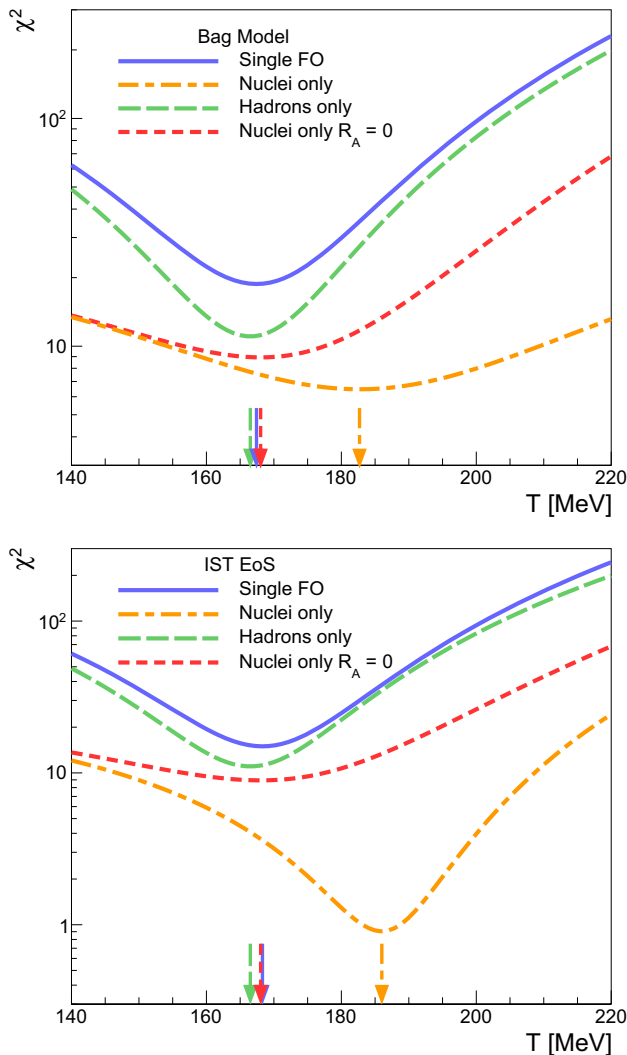 χ²
Bag Model
Single FO
Nuclei only
Hadrons only
Nuclei only R_A = 0
10²
10
140 160 180 200 220
T [MeV]
χ²
IST EoS
Single FO
Nuclei only
Hadrons only
Nuclei only R_A = 0
10²
10
1
140 160 180 200 220
T [MeV]